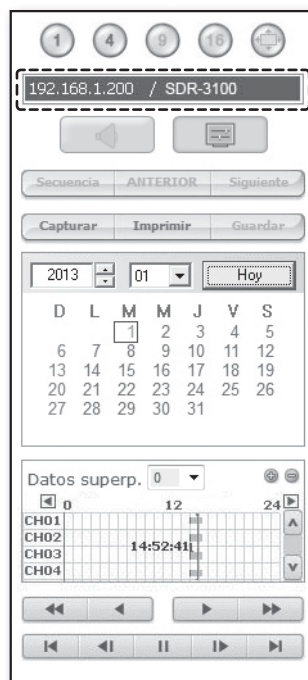 1 4 9 16
192.168.1.200 / SDR-3100
Secuencia ANTERIOR Siguiente
Capturar Imprimir Guardar
2013 01 Hoy
D L M M J V S
1 2 3 4 5
6 7 8 9 10 11 12
13 14 15 16 17 18 19
20 21 22 23 24 25 26
27 28 29 30 31
Datos superp. 0
0 12 24
CH01
CH02
14:52:41
CH03
CH04